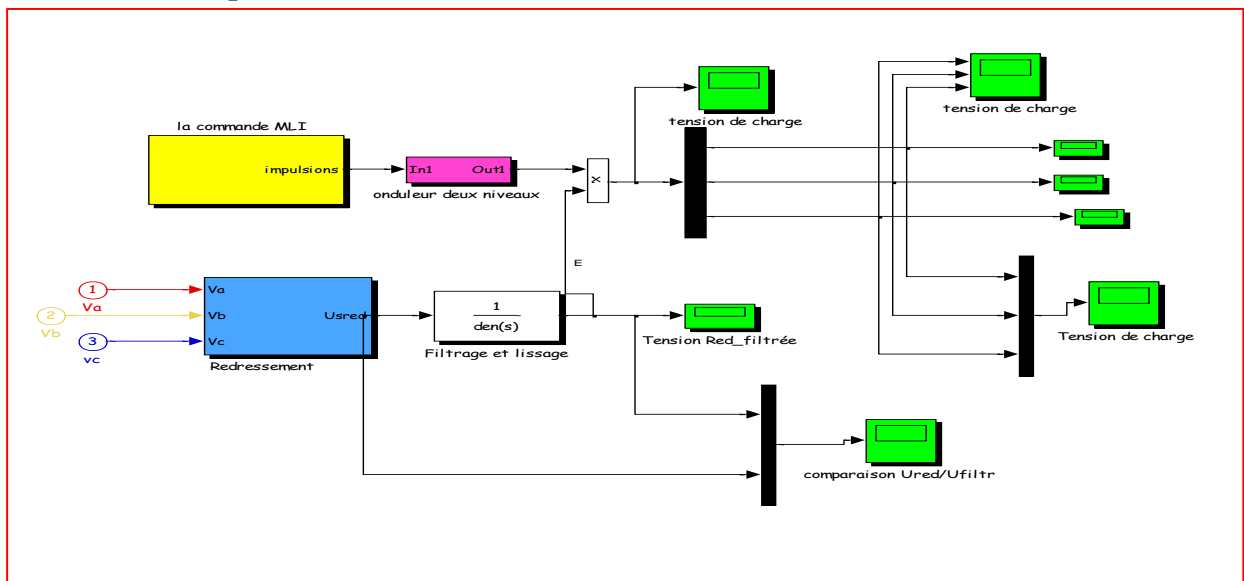 la commande MLI
impulsions
In1
Out1
onduleur deux niveaux
X
tension de charge
tension de charge
E
1
Va
2
Vb
3
vc
Va
Vb
Vc
Usred
Redressement
1
den(s)
Filtrage et lissage
Tension Red_filtrée
Tension de charge
comparaison Ured/Ufiltr